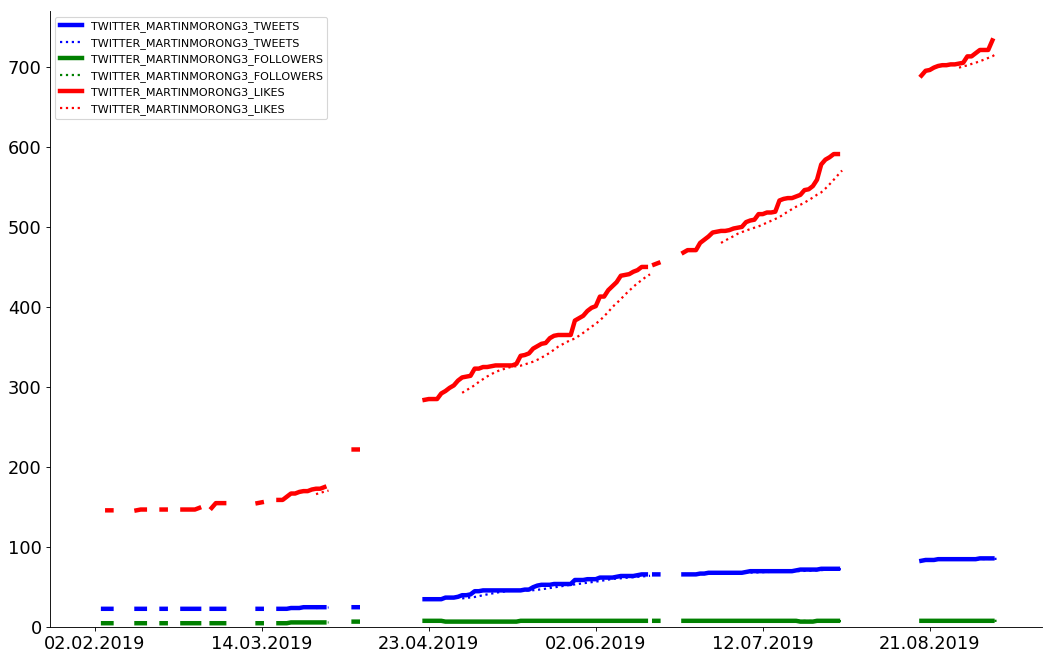 TWITTER_MARTINMORONG3_TWEETS
TWITTER_MARTINMORONG3_TWEETS
TWITTER_MARTINMORONG3_FOLLOWERS
TWITTER_MARTINMORONG3_FOLLOWERS
TWITTER_MARTINMORONG3_LIKES
TWITTER_MARTINMORONG3_LIKES
700
600
500
400
300
200
100
0
02.02.2019 14.03.2019 23.04.2019 02.06.2019 12.07.2019 21.08.2019